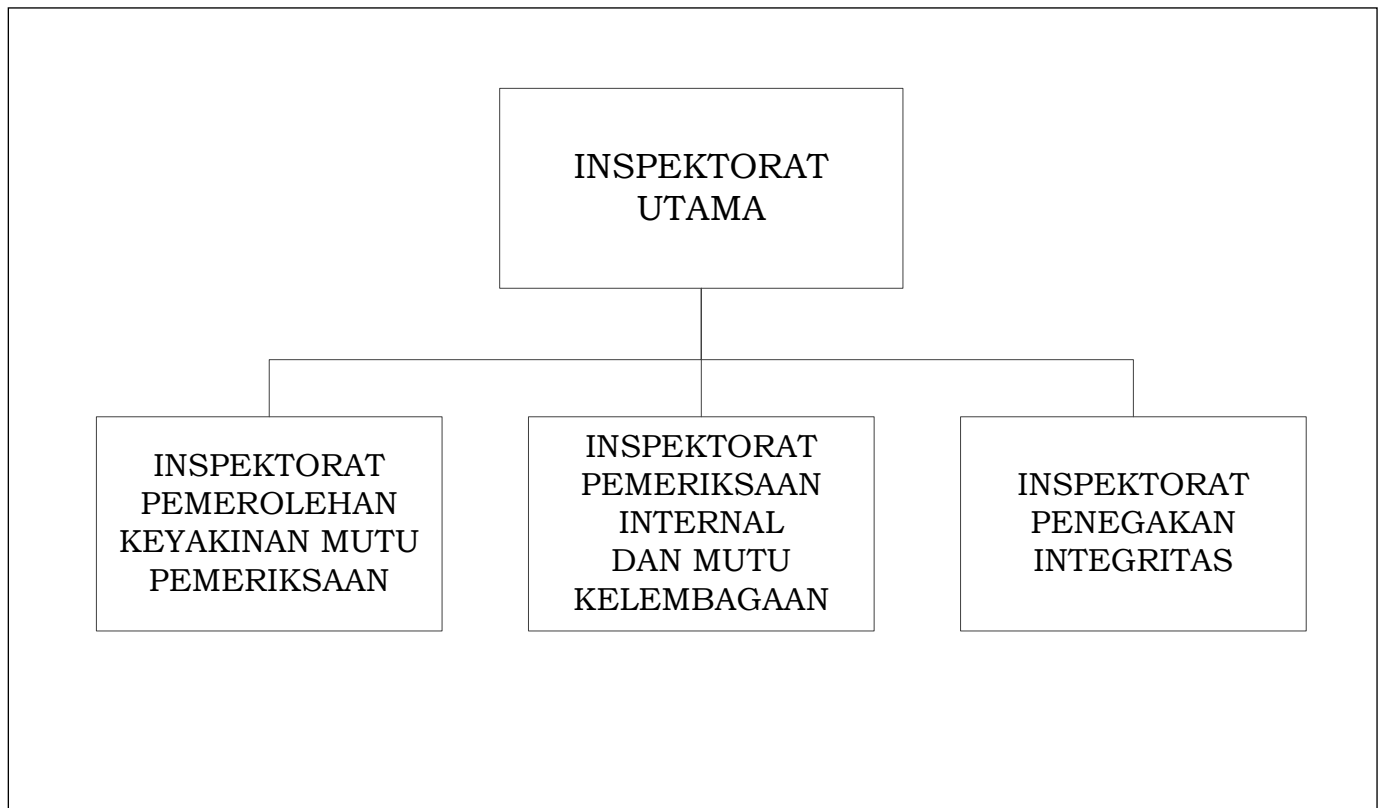 INSPEKTORAT
UTAMA
INSPEKTORAT
PEMEROLEHAN
KEYAKINAN MUTU
PEMERIKSAAN
INSPEKTORAT
PEMERIKSAAN
INTERNAL
DAN MUTU
KELEMBAGAAN
INSPEKTORAT
PENEGAKAN
INTEGRITAS